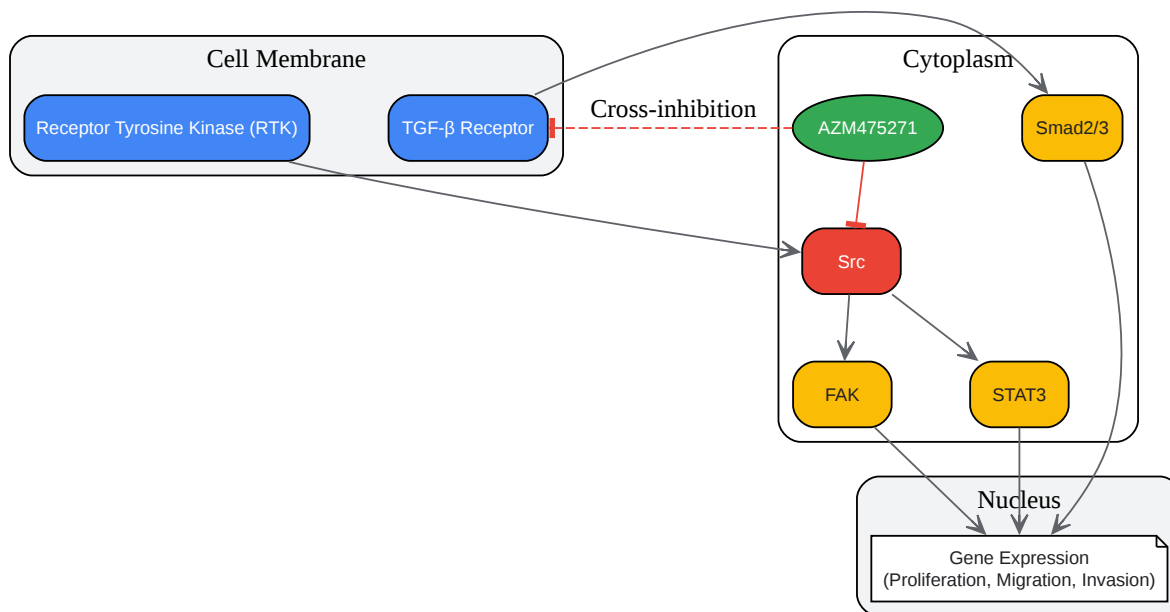 Cell Membrane
Cytoplasm
Receptor Tyrosine Kinase (RTK)
TGF-β Receptor
Cross-inhibition
AZM475271
Smad2/3
Src
FAK
STAT3
Nucleus
Gene Expression
(Proliferation, Migration, Invasion)